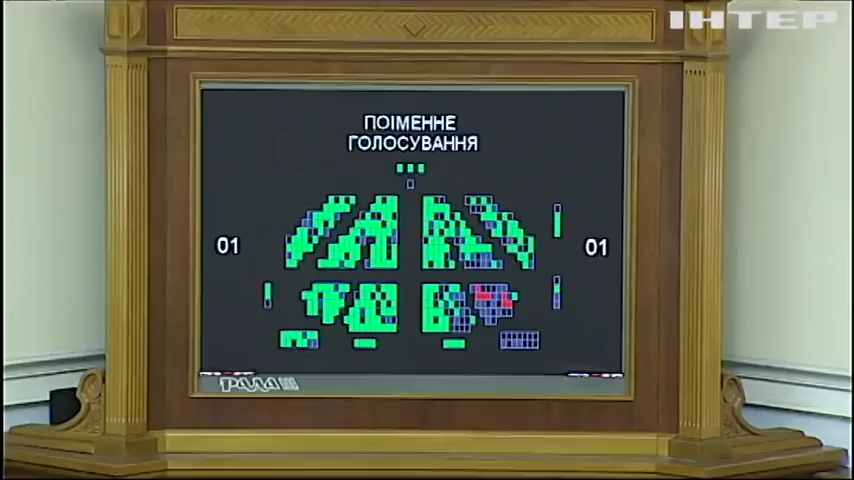 ІНТЕР
ПОІМЕННЕ
ГОЛОСУВАННЯ
01
01
РАДА